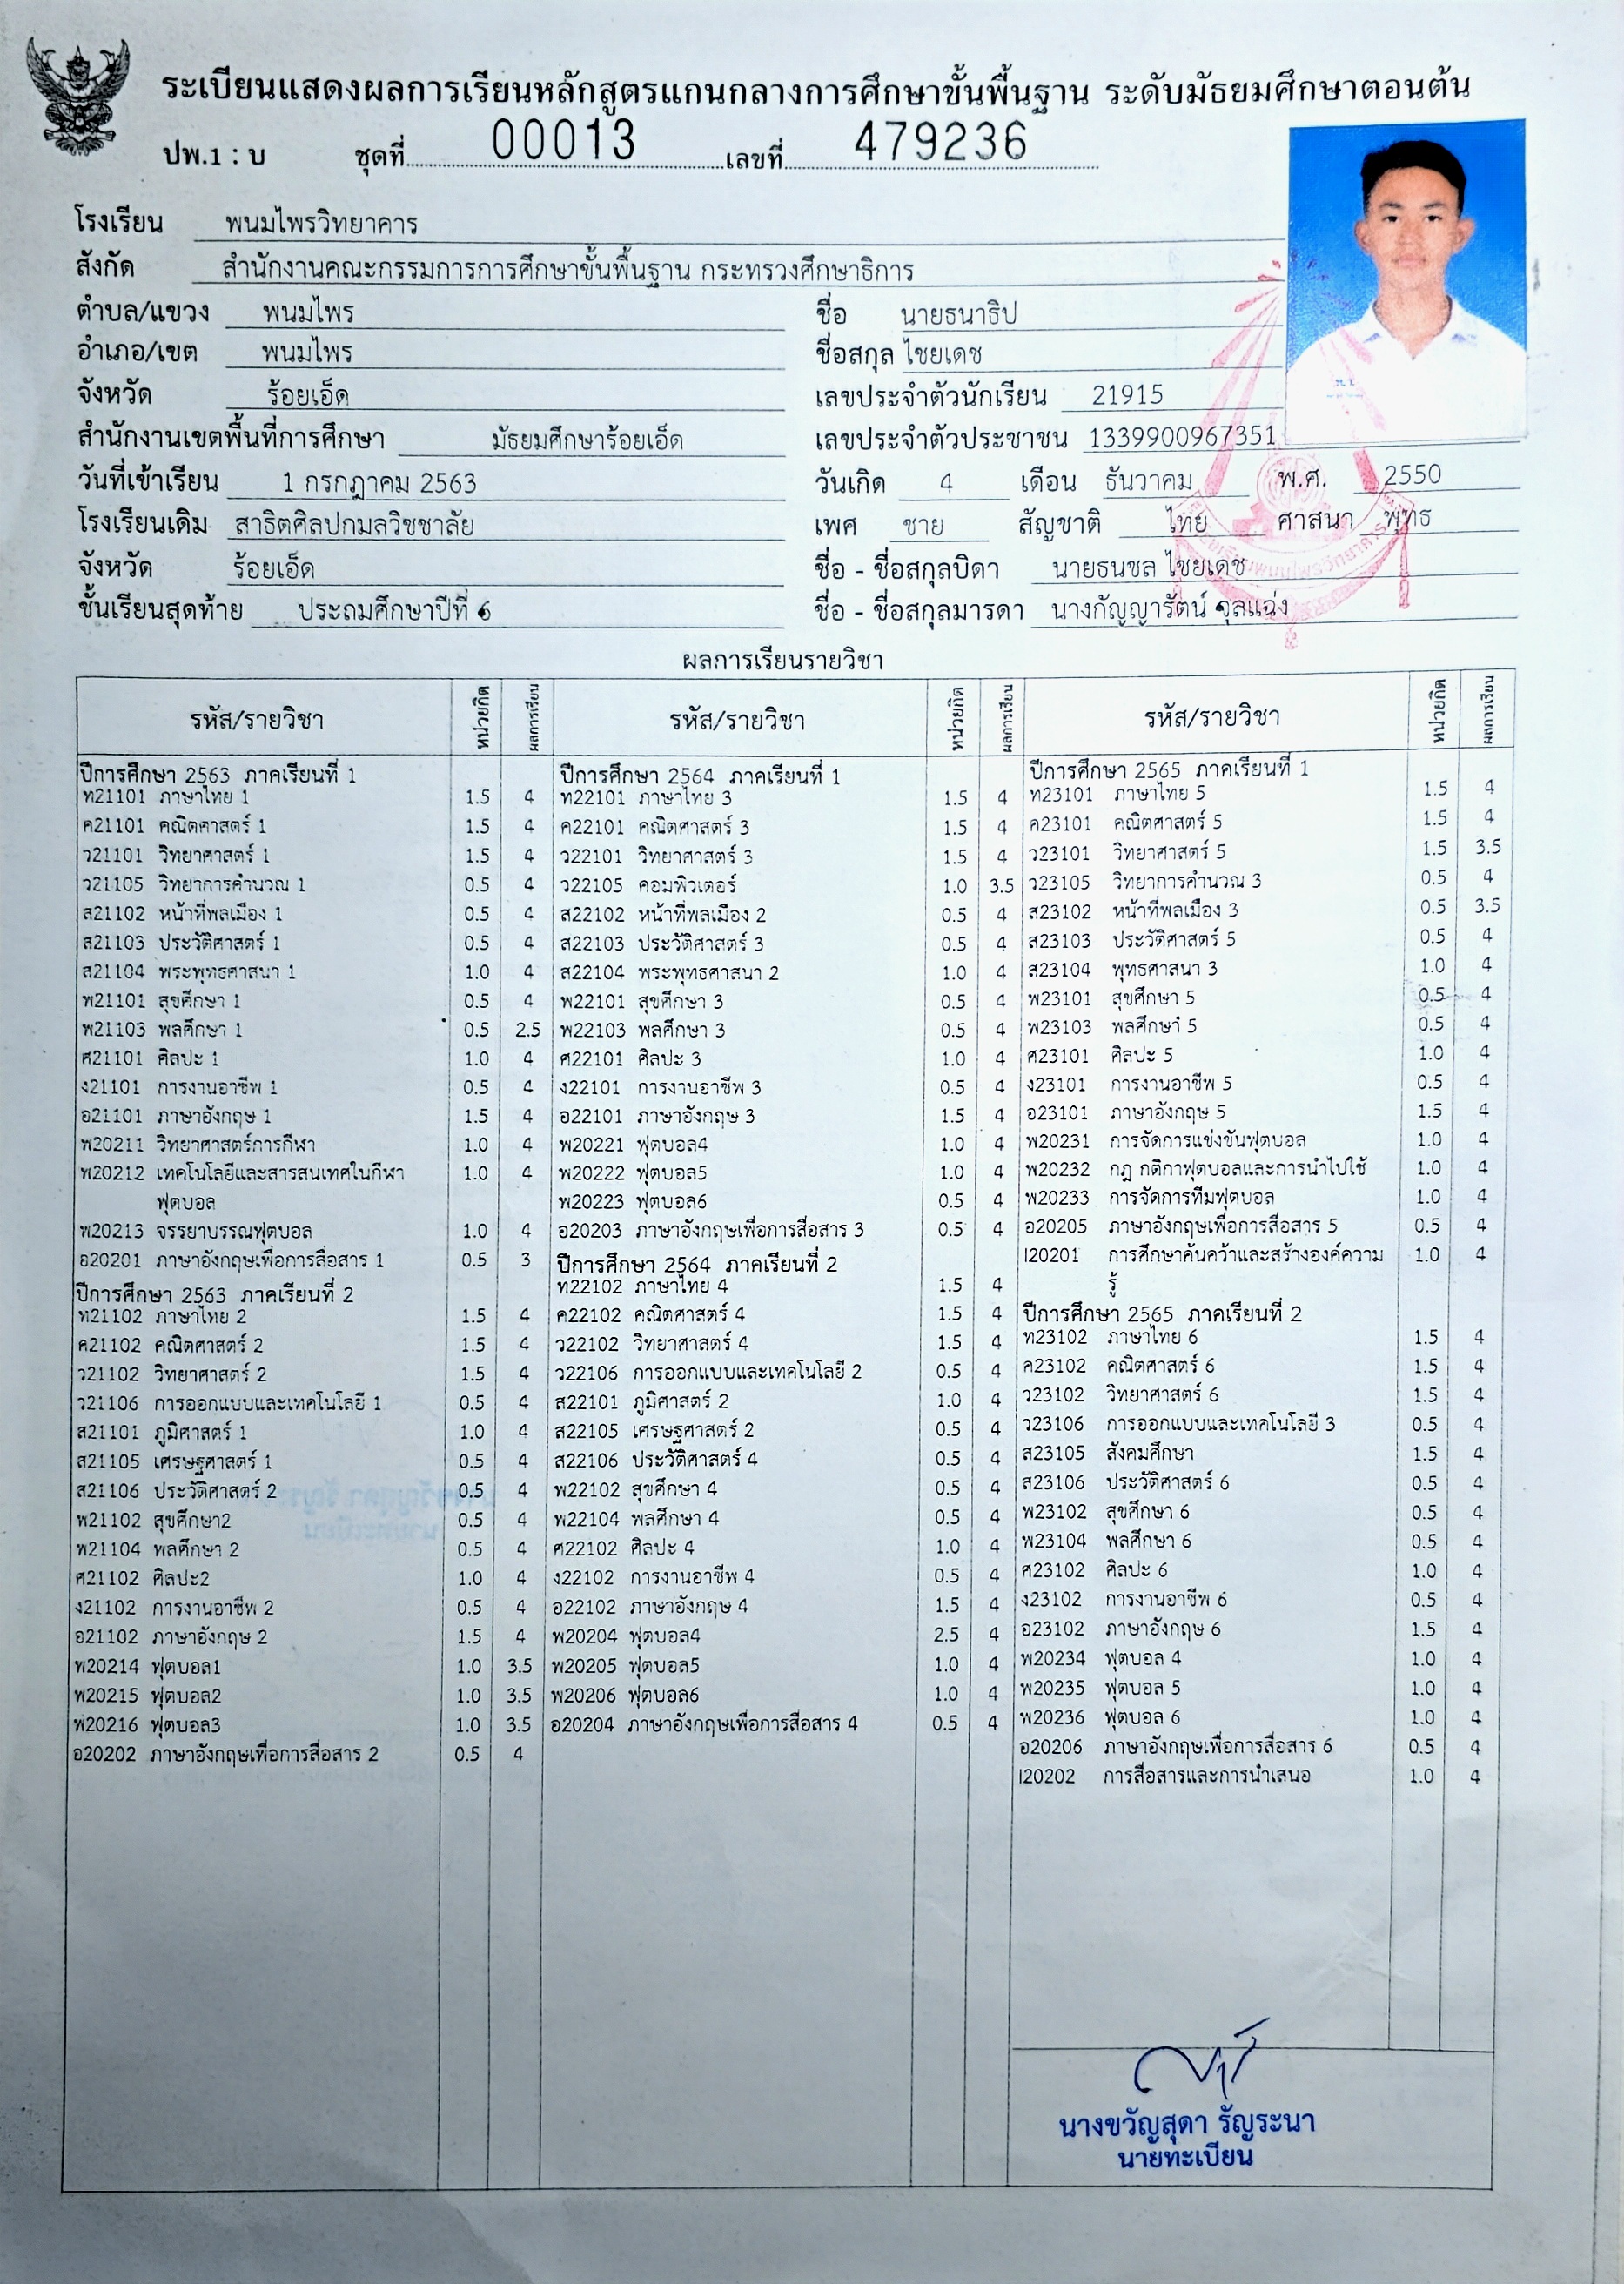 ระเบียนแสดงผลการเรียนหลักสูตรแกนกลางการศึกษาขั้นพื้นฐาน ระดับมัธยมศึกษาตอนต้น
ปพ.1 : บ ชุดที่ 00013 เลขที่ 479236
โรงเรียน พนมไพรวิทยาคาร
สังกัด สำนักงานคณะกรรมการการศึกษาขั้นพื้นฐาน กระทรวงศึกษาธิการ
ตำบล/แขวง พนมไพร
อำเภอ/เขต พนมไพร
จังหวัด ร้อยเอ็ด
สำนักงานเขตพื้นที่การศึกษา มัธยมศึกษาร้อยเอ็ด
วันที่เข้าเรียน 1 กรกฎาคม 2563
โรงเรียนเดิม สาธิตศิลปกมลวิชชาลัย
จังหวัด ร้อยเอ็ด
ชั้นเรียนสุดท้าย ประถมศึกษาปีที่ 6
ชื่อ นายธนาธิป
ชื่อสกุล ไชยเดช
เลขประจำตัวนักเรียน 21915
เลขประจำตัวประชาชน 1339900967351
วันเกิด 4 เดือน ธันวาคม พ.ศ. 2550
เพศ ชาย สัญชาติ ไทย ศาสนา พุทธ
ชื่อ - ชื่อสกุลบิดา นายธนชล ไชยเดช
ชื่อ - ชื่อสกุลมารดา นางกัญญารัตน์ จุลแฉ่ง
ผลการเรียนรายวิชา
รหัส/รายวิชา หน่วยกิต ผลการเรียน
ปีการศึกษา 2563 ภาคเรียนที่ 1
ท21101 ภาษาไทย 1 1.5 4
ค21101 คณิตศาสตร์ 1 1.5 4
ว21101 วิทยาศาสตร์ 1 1.5 4
ว21105 วิทยาการคำนวณ 1 0.5 4
ส21102 หน้าที่พลเมือง 1 0.5 4
ส21103 ประวัติศาสตร์ 1 0.5 4
ส21104 พระพุทธศาสนา 1 1.0 4
พ21101 สุขศึกษา 1 0.5 4
พ21103 พลศึกษา 1 0.5 2.5
ศ21101 ศิลปะ 1 1.0 4
ง21101 การงานอาชีพ 1 0.5 4
อ21101 ภาษาอังกฤษ 1 1.5 4
พ20211 วิทยาศาสตร์การกีฬา 1.0 4
พ20212 เทคโนโลยีและสารสนเทศในกีฬา 1.0 4
ฟุตบอล
พ20213 จรรยาบรรณฟุตบอล 1.0 4
อ20201 ภาษาอังกฤษเพื่อการสื่อสาร 1 0.5 3
ปีการศึกษา 2563 ภาคเรียนที่ 2
ท21102 ภาษาไทย 2 1.5 4
ค21102 คณิตศาสตร์ 2 1.5 4
ว21102 วิทยาศาสตร์ 2 1.5 4
ว21106 การออกแบบและเทคโนโลยี 1 0.5 4
ส21101 ภูมิศาสตร์ 1 1.0 4
ส21105 เศรษฐศาสตร์ 1 0.5 4
ส21106 ประวัติศาสตร์ 2 0.5 4
พ21102 สุขศึกษา2 0.5 4
พ21104 พลศึกษา 2 0.5 4
ศ21102 ศิลปะ2 1.0 4
ง21102 การงานอาชีพ 2 0.5 4
อ21102 ภาษาอังกฤษ 2 1.5 4
พ20214 ฟุตบอล1 1.0 3.5
พ20215 ฟุตบอล2 1.0 3.5
พ20216 ฟุตบอล3 1.0 3.5
อ20202 ภาษาอังกฤษเพื่อการสื่อสาร 2 0.5 4
รหัส/รายวิชา หน่วยกิต ผลการเรียน
ปีการศึกษา 2564 ภาคเรียนที่ 1
ท22101 ภาษาไทย 3 1.5 4
ค22101 คณิตศาสตร์ 3 1.5 4
ว22101 วิทยาศาสตร์ 3 1.5 4
ว22105 คอมพิวเตอร์ 1.0 3.5
ส22102 หน้าที่พลเมือง 2 0.5 4
ส22103 ประวัติศาสตร์ 3 0.5 4
ส22104 พระพุทธศาสนา 2 1.0 4
พ22101 สุขศึกษา 3 0.5 4
พ22103 พลศึกษา 3 0.5 4
ศ22101 ศิลปะ 3 1.0 4
ง22101 การงานอาชีพ 3 0.5 4
อ22101 ภาษาอังกฤษ 3 1.5 4
พ20221 ฟุตบอล4 1.0 4
พ20222 ฟุตบอล5 1.0 4
พ20223 ฟุตบอล6 0.5 4
อ20203 ภาษาอังกฤษเพื่อการสื่อสาร 3 0.5 4
ปีการศึกษา 2564 ภาคเรียนที่ 2
ท22102 ภาษาไทย 4 1.5 4
ค22102 คณิตศาสตร์ 4 1.5 4
ว22102 วิทยาศาสตร์ 4 1.5 4
ว22106 การออกแบบและเทคโนโลยี 2 0.5 4
ส22101 ภูมิศาสตร์ 2 1.0 4
ส22105 เศรษฐศาสตร์ 2 0.5 4
ส22106 ประวัติศาสตร์ 4 0.5 4
พ22102 สุขศึกษา 4 0.5 4
พ22104 พลศึกษา 4 0.5 4
ศ22102 ศิลปะ 4 1.0 4
ง22102 การงานอาชีพ 4 0.5 4
อ22102 ภาษาอังกฤษ 4 1.5 4
พ20204 ฟุตบอล4 2.5 4
พ20205 ฟุตบอล5 1.0 4
พ20206 ฟุตบอล6 1.0 4
อ20204 ภาษาอังกฤษเพื่อการสื่อสาร 4 0.5 4
รหัส/รายวิชา หน่วยกิต ผลการเรียน
ปีการศึกษา 2565 ภาคเรียนที่ 1
ท23101 ภาษาไทย 5 1.5 4
ค23101 คณิตศาสตร์ 5 1.5 4
ว23101 วิทยาศาสตร์ 5 1.5 3.5
ว23105 วิทยาการคำนวณ 3 0.5 4
ส23102 หน้าที่พลเมือง 3 0.5 3.5
ส23103 ประวัติศาสตร์ 5 0.5 4
ส23104 พุทธศาสนา 3 1.0 4
พ23101 สุขศึกษา 5 0.5 4
พ23103 พลศึกษา 5 0.5 4
ศ23101 ศิลปะ 5 1.0 4
ง23101 การงานอาชีพ 5 0.5 4
อ23101 ภาษาอังกฤษ 5 1.5 4
พ20231 การจัดการแข่งขันฟุตบอล 1.0 4
พ20232 กฎ กติกาฟุตบอลและการนำไปใช้ 1.0 4
พ20233 การจัดการทีมฟุตบอล 1.0 4
อ20205 ภาษาอังกฤษเพื่อการสื่อสาร 5 0.5 4
I20201 การศึกษาค้นคว้าและสร้างองค์ความ 1.0 4
รู้
ปีการศึกษา 2565 ภาคเรียนที่ 2
ท23102 ภาษาไทย 6 1.5 4
ค23102 คณิตศาสตร์ 6 1.5 4
ว23102 วิทยาศาสตร์ 6 1.5 4
ว23106 การออกแบบและเทคโนโลยี 3 0.5 4
ส23105 สังคมศึกษา 1.5 4
ส23106 ประวัติศาสตร์ 6 0.5 4
พ23102 สุขศึกษา 6 0.5 4
พ23104 พลศึกษา 6 0.5 4
ศ23102 ศิลปะ 6 1.0 4
ง23102 การงานอาชีพ 6 0.5 4
อ23102 ภาษาอังกฤษ 6 1.5 4
พ20234 ฟุตบอล 4 1.0 4
พ20235 ฟุตบอล 5 1.0 4
พ20236 ฟุตบอล 6 1.0 4
อ20206 ภาษาอังกฤษเพื่อการสื่อสาร 6 0.5 4
I20202 การสื่อสารและการนำเสนอ 1.0 4
นางขวัญสุดา รัญระนา
นายทะเบียน